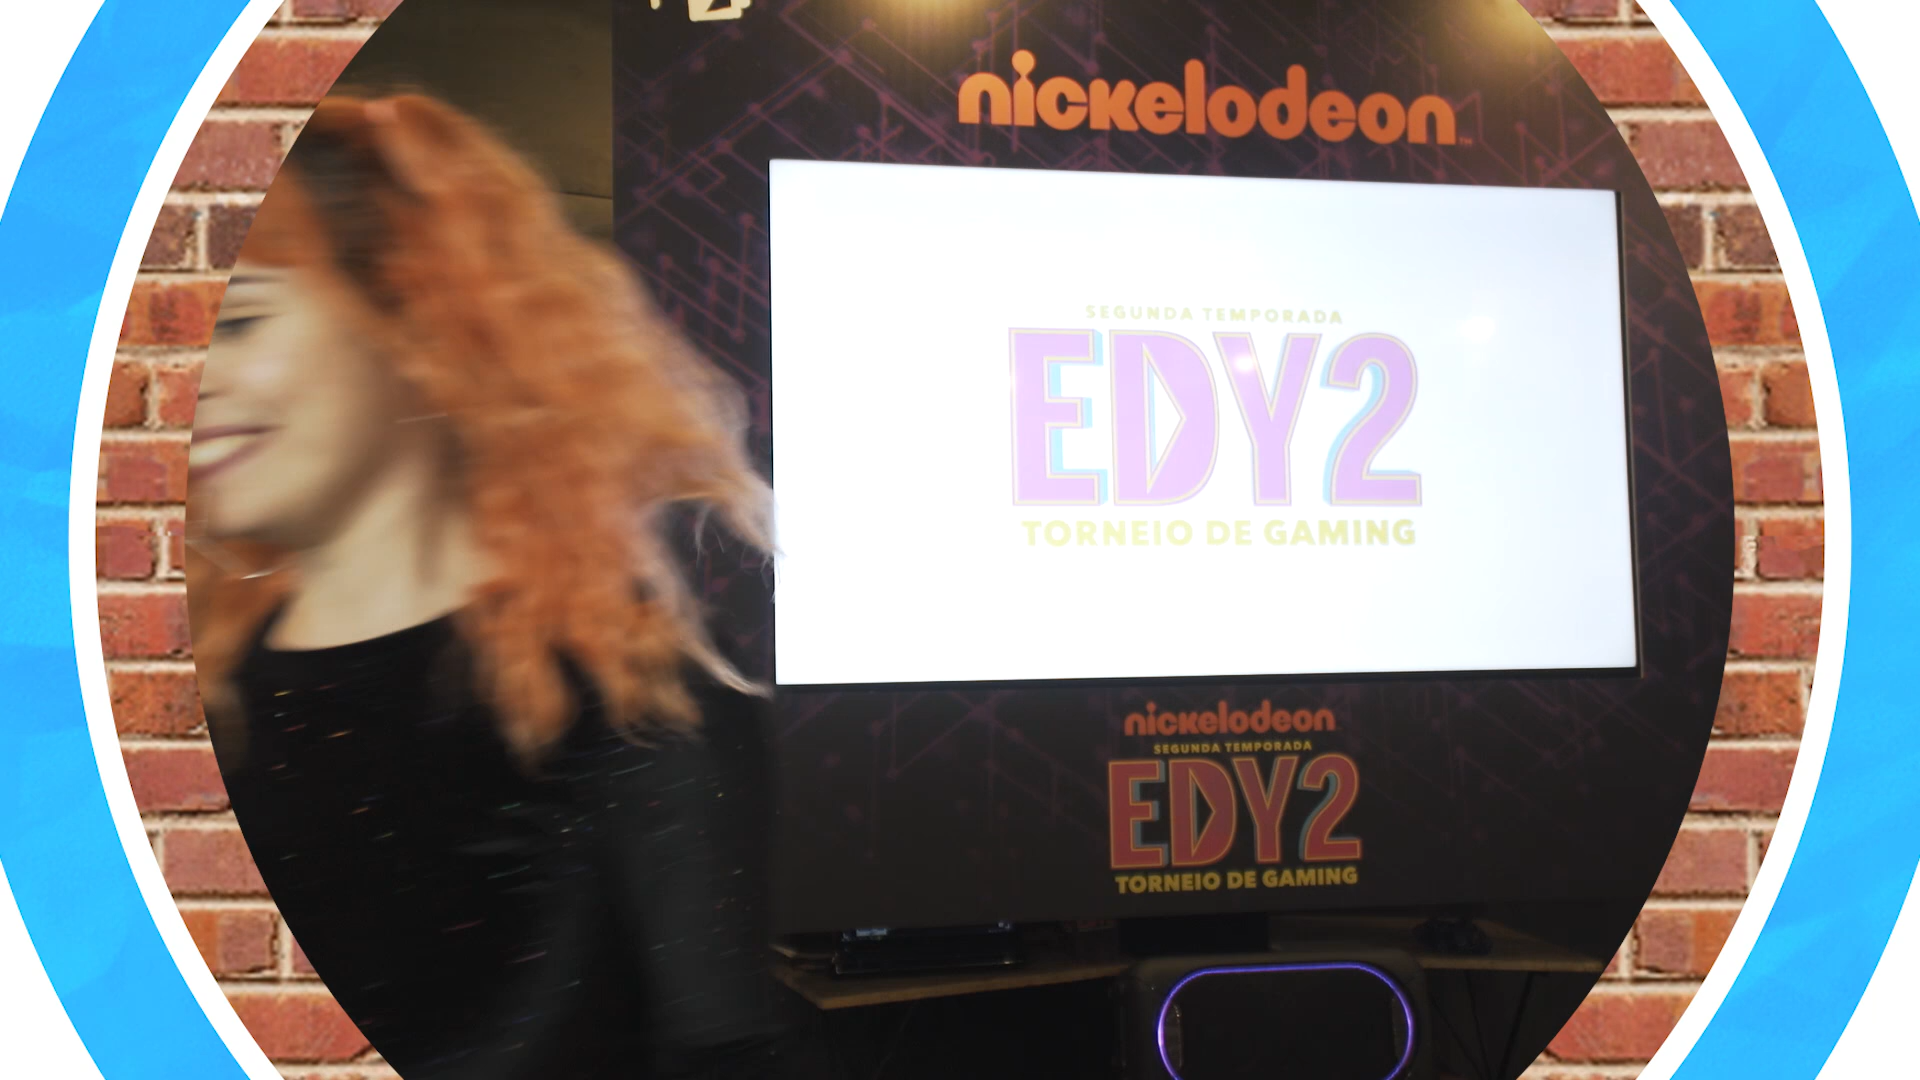 nickelodeon
SEGUNDA TEMPORADA
EDY2
TORNEIO DE GAMING
nickelodeon
SEGUNDA TEMPORADA
EDY2
TORNEIO DE GAMING